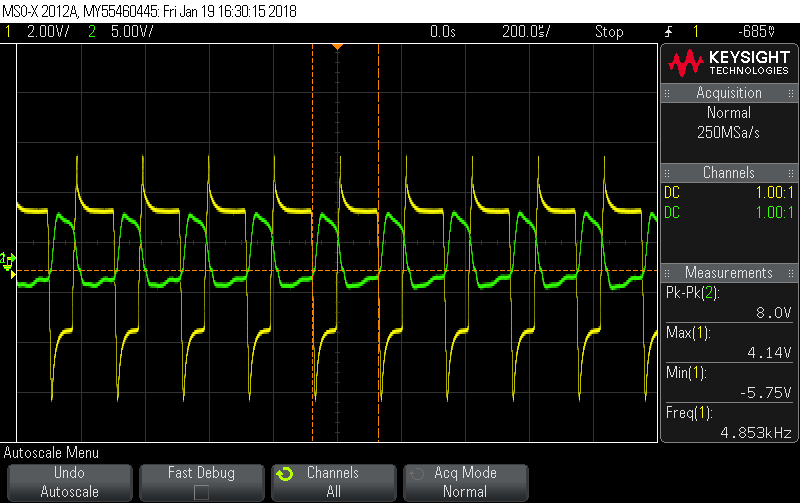 MSO-X 2012A, MY55460445: Fri Jan 19 16:30:15 2018
1 2.00V/ 2 5.00V/ 0.0s 200.0㎲/ Stop 1 -685㎷
KEYSIGHT
TECHNOLOGIES
Acquisition
Normal
250MSa/s
Channels
DC 1.00:1
DC 1.00:1
Measurements
Pk-Pk(2):
8.0V
Max(1):
4.14V
Min(1):
-5.75V
Freq(1):
4.853kHz
Autoscale Menu
Undo
Autoscale
Fast Debug
Channels
All
Acq Mode
Normal